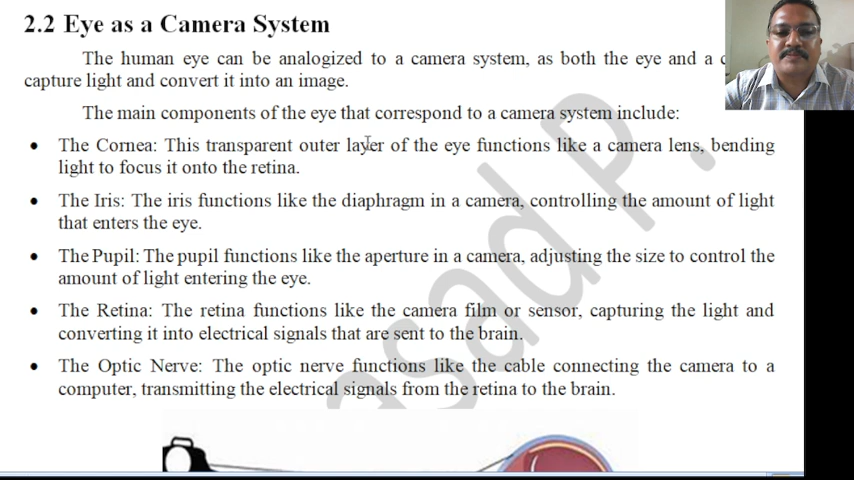 2.2 Eye as a Camera System
The human eye can be analogized to a camera system, as both the eye and a
capture light and convert it into an image.
The main components of the eye that correspond to a camera system include:
• The Cornea: This transparent outer layer of the eye functions like a camera lens, bending
light to focus it onto the retina.
• The Iris: The iris functions like the diaphragm in a camera, controlling the amount of light
that enters the eye.
• The Pupil: The pupil functions like the aperture in a camera, adjusting the size to control the
amount of light entering the eye.
• The Retina: The retina functions like the camera film or sensor, capturing the light and
converting it into electrical signals that are sent to the brain.
• The Optic Nerve: The optic nerve functions like the cable connecting the camera to a
computer, transmitting the electrical signals from the retina to the brain.
asad P.